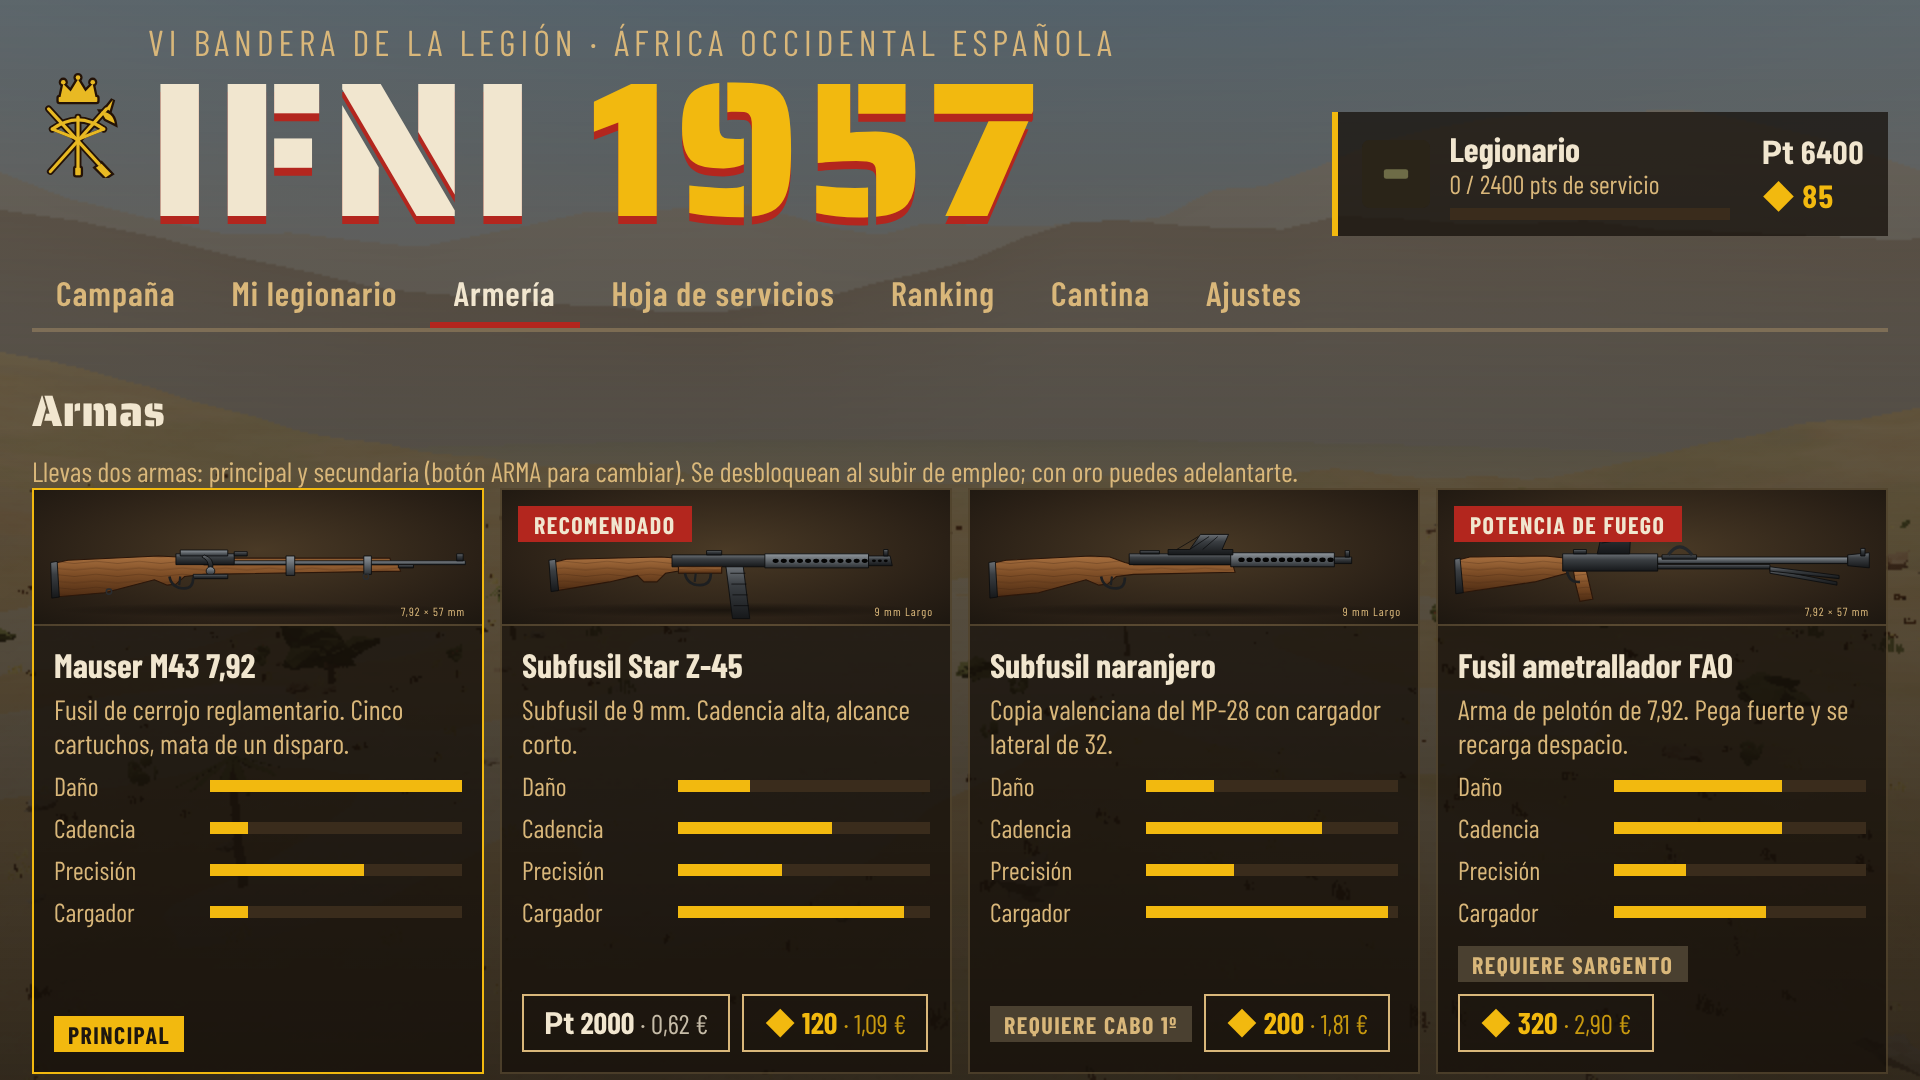 VI BANDERA DE LA LEGIÓN · ÁFRICA OCCIDENTAL ESPAÑOLA
IFNI 1957
Legionario
0 / 2400 pts de servicio
Pt 6400
85
Campaña
Mi legionario
Armería
Hoja de servicios
Ranking
Cantina
Ajustes
Armas
Llevas dos armas: principal y secundaria (botón ARMA para cambiar). Se desbloquean al subir de empleo; con oro puedes adelantarte.
7,92 × 57 mm
Mauser M43 7,92
Fusil de cerrojo reglamentario. Cinco
cartuchos, mata de un disparo.
Daño
Cadencia
Precisión
Cargador
PRINCIPAL
RECOMENDADO
9 mm Largo
Subfusil Star Z-45
Subfusil de 9 mm. Cadencia alta, alcance
corto.
Daño
Cadencia
Precisión
Cargador
Pt 2000 · 0,62 €
120 · 1,09 €
9 mm Largo
Subfusil naranjero
Copia valenciana del MP-28 con cargador
lateral de 32.
Daño
Cadencia
Precisión
Cargador
REQUIERE CABO 1º
200 · 1,81 €
POTENCIA DE FUEGO
7,92 × 57 mm
Fusil ametrallador FAO
Arma de pelotón de 7,92. Pega fuerte y se
recarga despacio.
Daño
Cadencia
Precisión
Cargador
REQUIERE SARGENTO
320 · 2,90 €